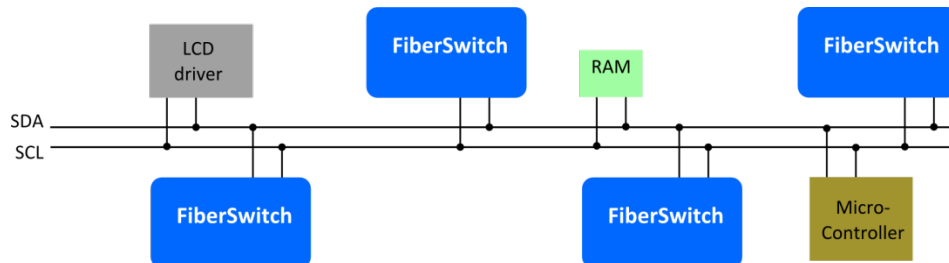 LCD
driver
FiberSwitch
RAM
FiberSwitch
SDA
SCL
FiberSwitch
FiberSwitch
Micro-
Controller